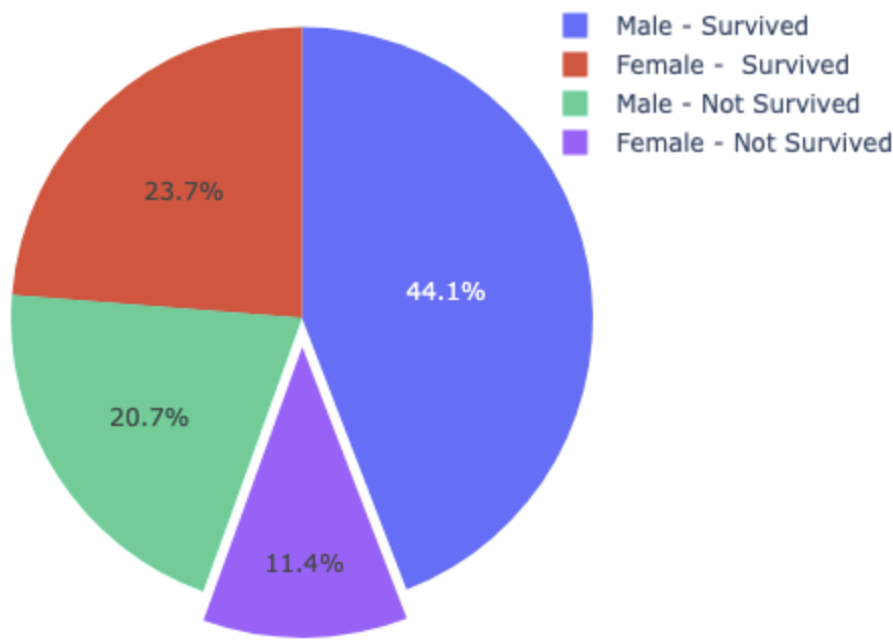 Male - Survived
Female -  Survived
Male - Not Survived
Female - Not Survived
23.7%
44.1%
20.7%
11.4%